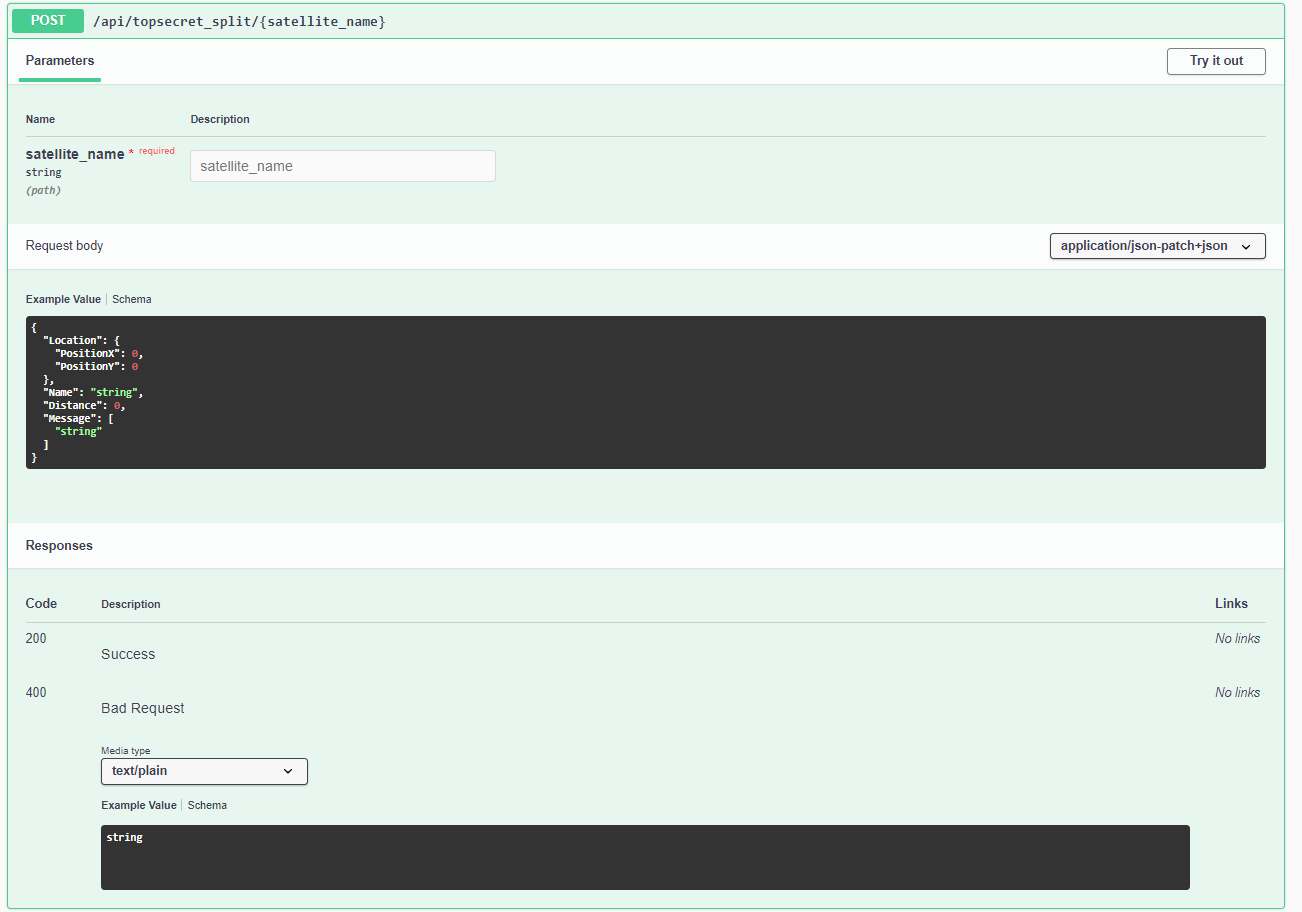 POST /api/topsecret_split/{satellite_name}
Parameters Try it out
Name Description
satellite_name * required
string
(path)
satellite_name
Request body application/json-patch+json
Example Value Schema
{
  "Location": {
    "PositionX": 0,
    "PositionY": 0
  },
  "Name": "string",
  "Distance": 0,
  "Message": [
    "string"
  ]
}
Responses
Code Description Links
200 Success No links
400 Bad Request No links
Media type
text/plain
Example Value Schema
string